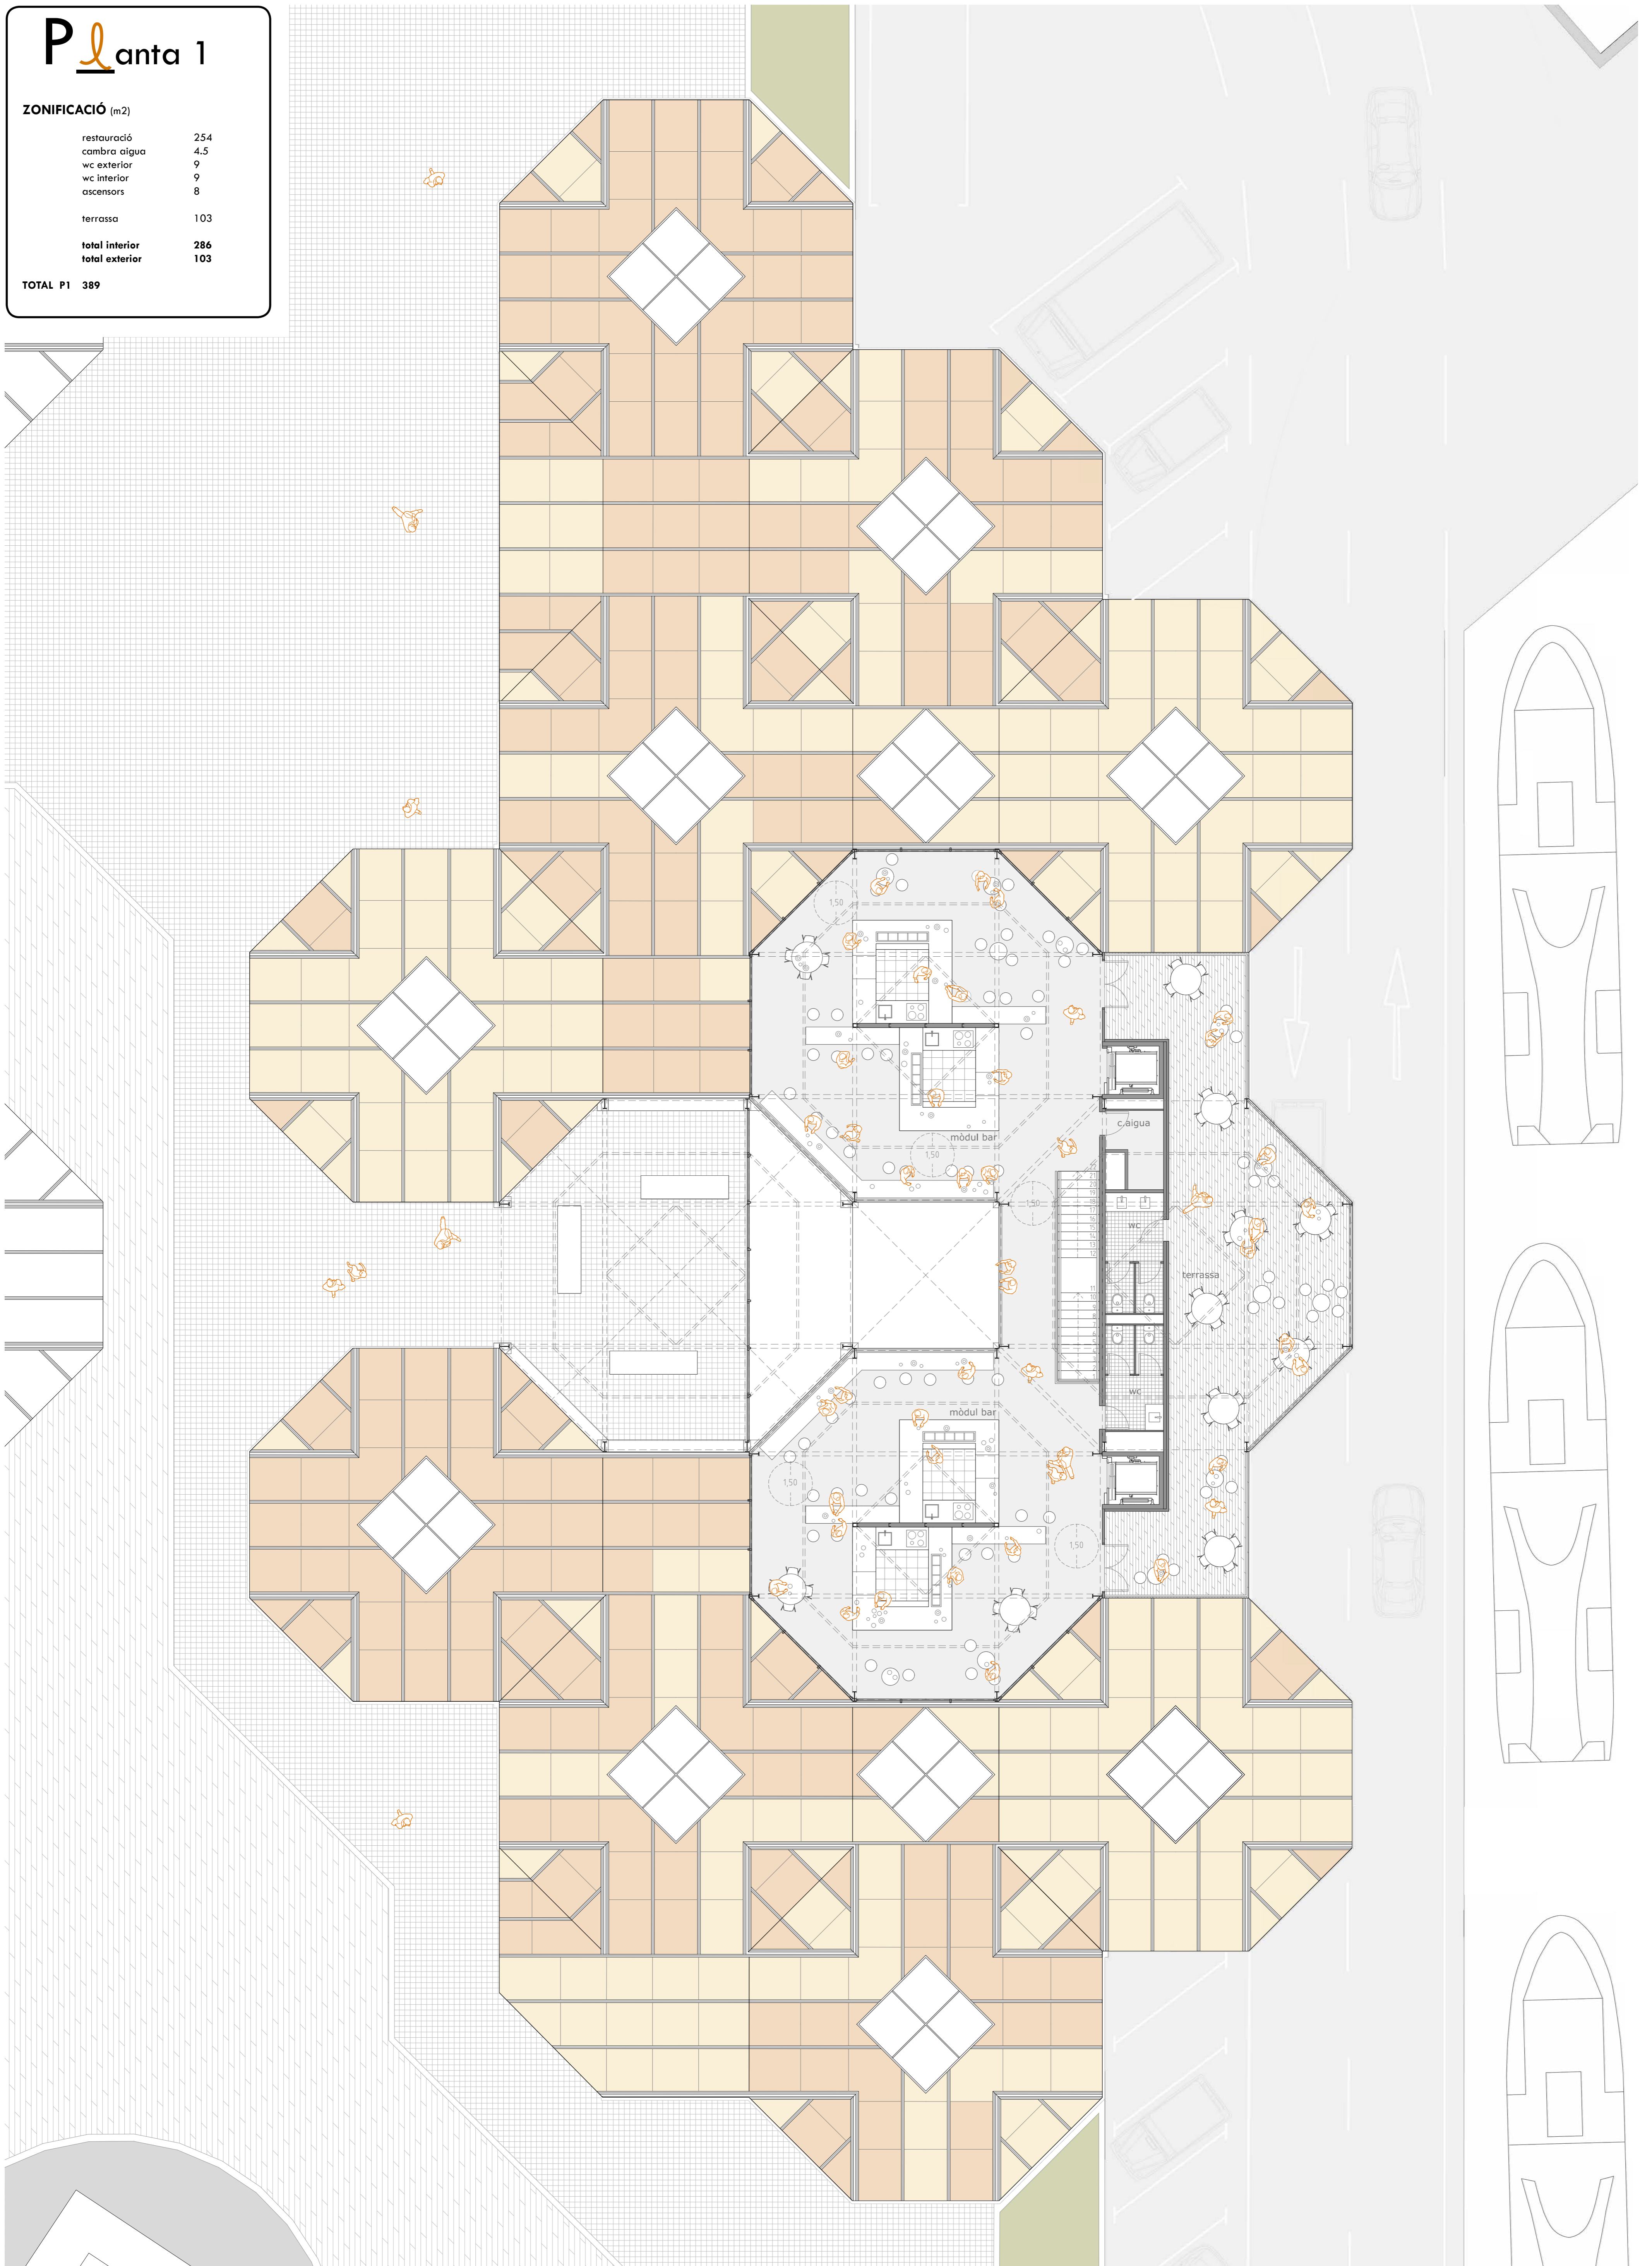 Planta 1
ZONIFICACIÓ (m2)
restauració 254
cambra aigua 4.5
wc exterior 9
wc interior 9
ascensors 8
terrassa 103
total interior 286
total exterior 103
TOTAL P1 389
1,50
mòdul bar
1,50
c.aigua
1,50
wc
terrassa
wc
mòdul bar
1,50
1,50